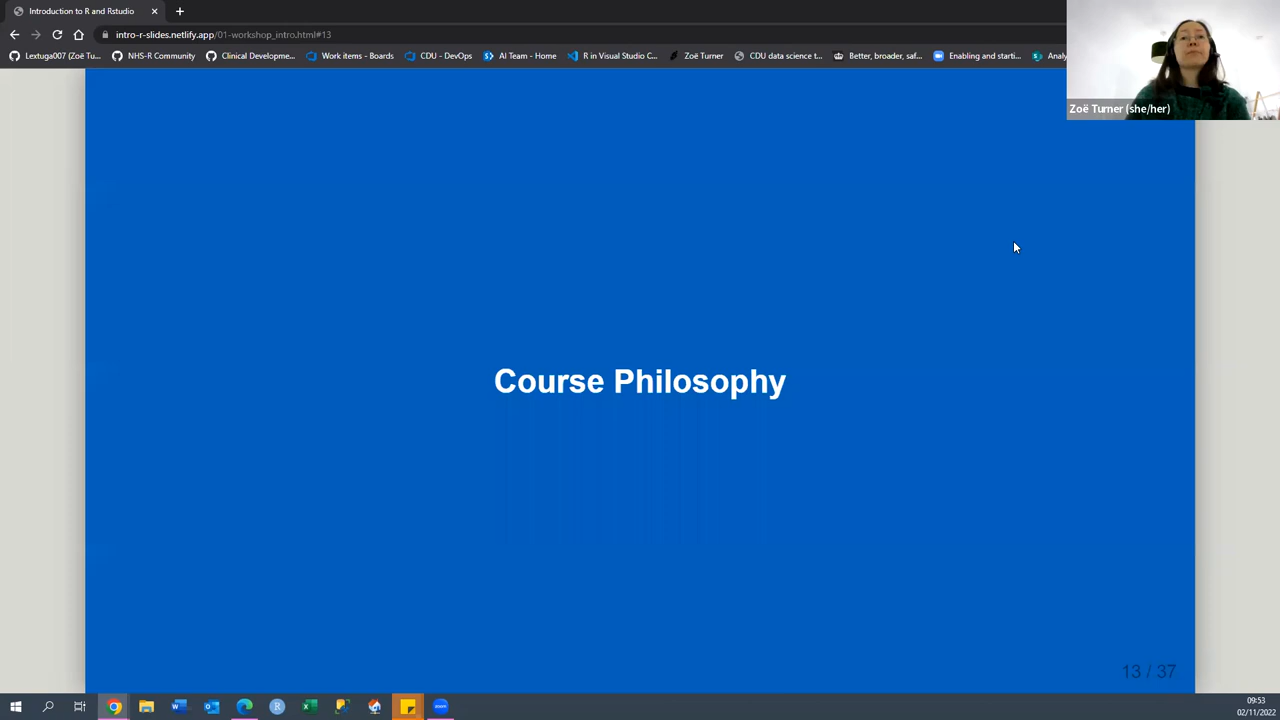 Introduction to R and Rstudio
intro-r-slides.netlify.app/01-workshop_intro.html#13
Lextuga007 (Zoë Tu...
NHS-R Community
Clinical Developme...
Work items - Boards
CDU - DevOps
AI Team - Home
R in Visual Studio C...
Zoë Turner
CDU data science t...
Better, broader, saf...
Enabling and starti...
Analy
Zoë Turner (she/her)
Course Philosophy
13 / 37
09:53
02/11/2022